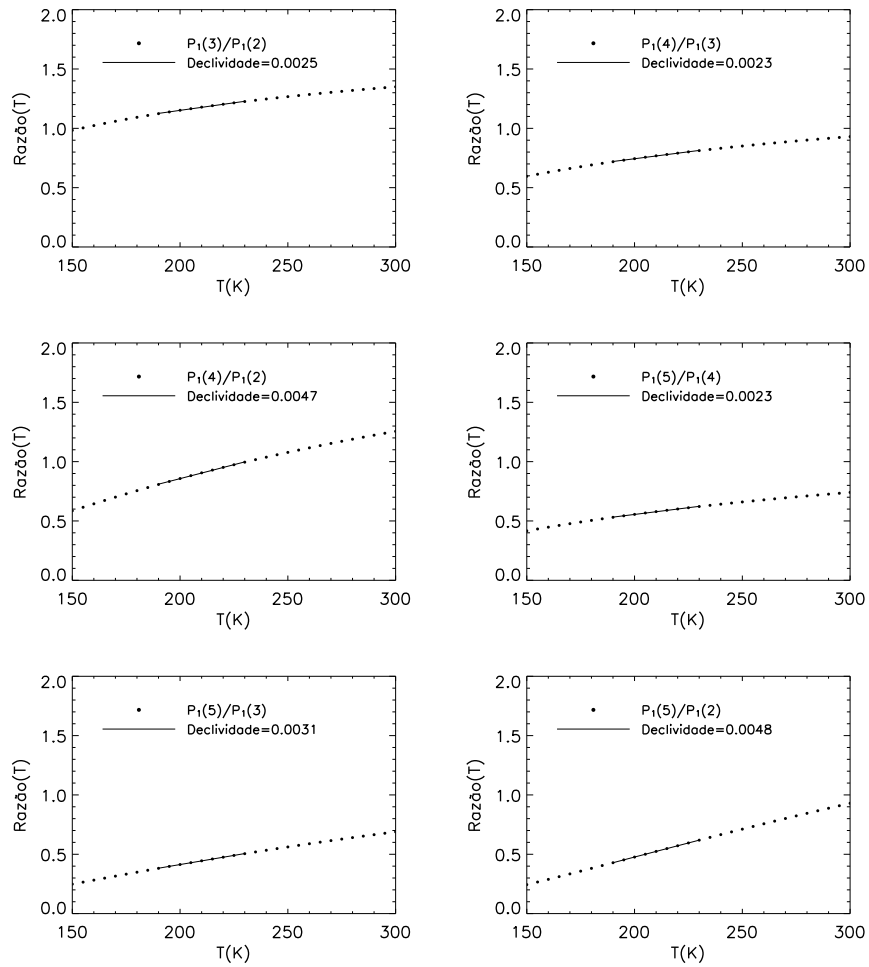 2.0
1.5
1.0
0.5
0.0
Razão(T)
P₁(3)/P₁(2)
Declividade=0.0025
150 200 250 300
T(K)
2.0
1.5
1.0
0.5
0.0
Razão(T)
P₁(4)/P₁(3)
Declividade=0.0023
150 200 250 300
T(K)
2.0
1.5
1.0
0.5
0.0
Razão(T)
P₁(4)/P₁(2)
Declividade=0.0047
150 200 250 300
T(K)
2.0
1.5
1.0
0.5
0.0
Razão(T)
P₁(5)/P₁(4)
Declividade=0.0023
150 200 250 300
T(K)
2.0
1.5
1.0
0.5
0.0
Razão(T)
P₁(5)/P₁(3)
Declividade=0.0031
150 200 250 300
T(K)
2.0
1.5
1.0
0.5
0.0
Razão(T)
P₁(5)/P₁(2)
Declividade=0.0048
150 200 250 300
T(K)